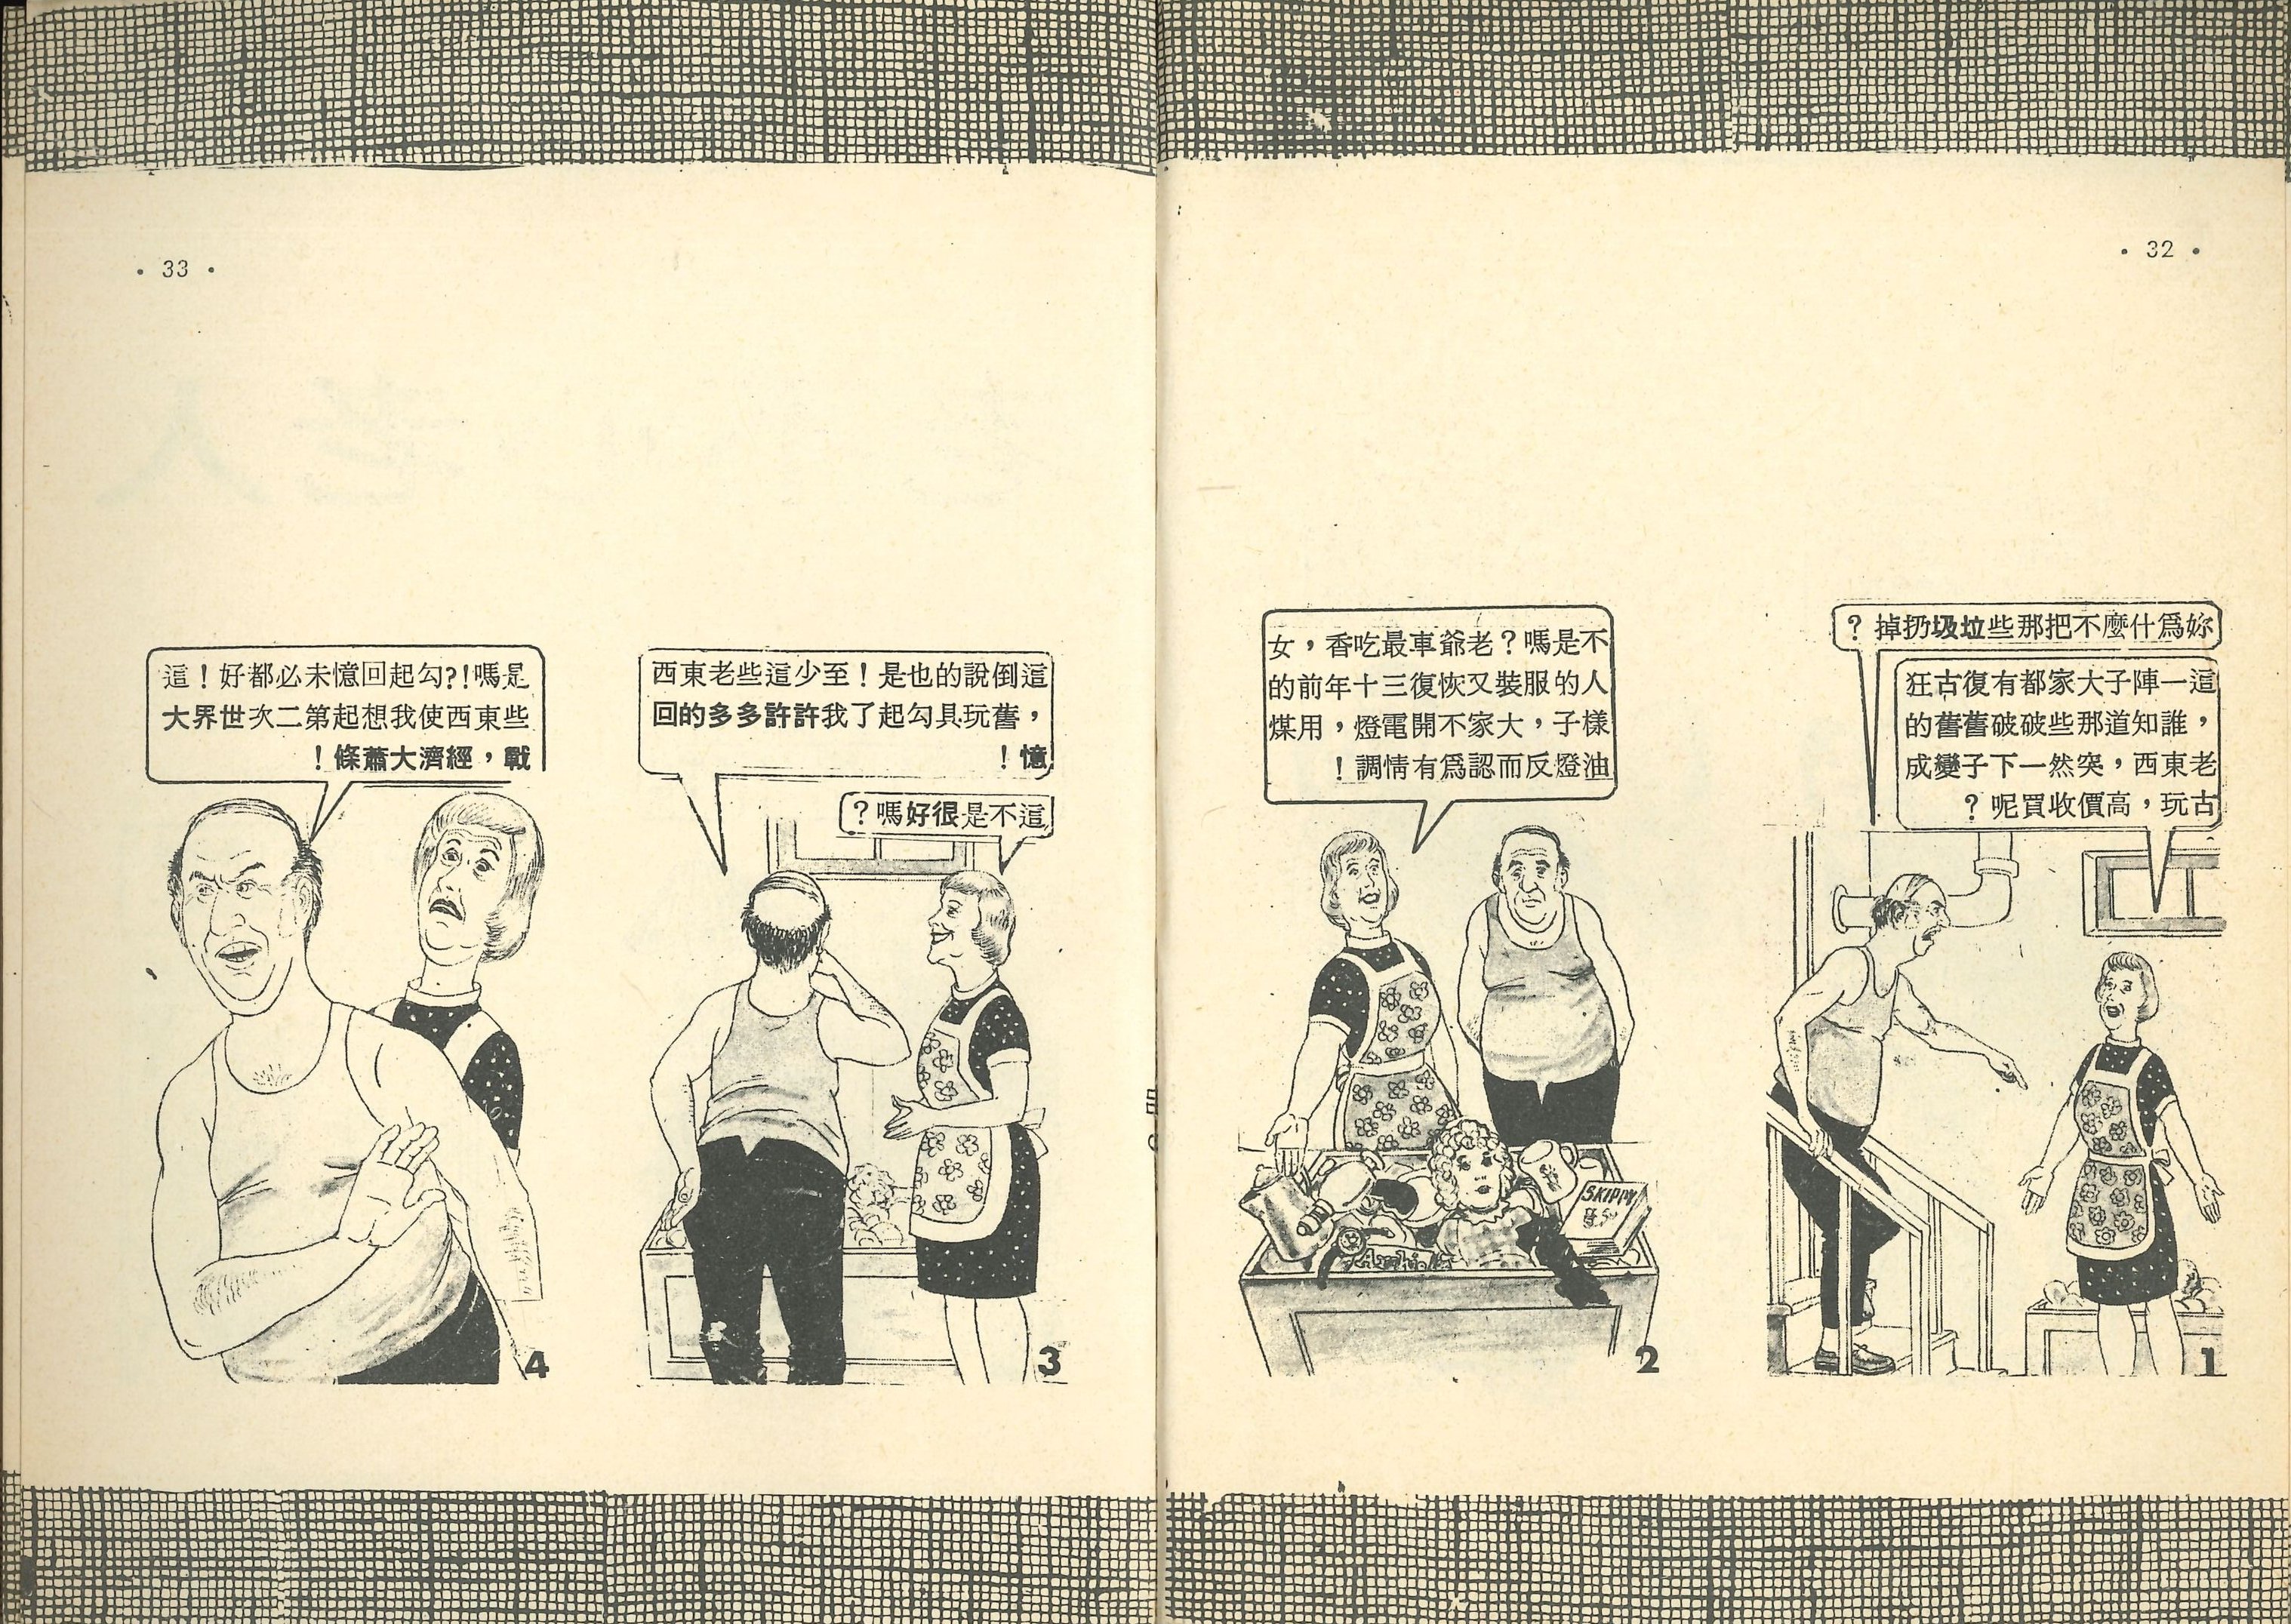 · 32 ·
妳爲什麼不把那些垃圾扔掉？
這一陣子大家都有復古狂
，誰知道那些破破舊舊的
老東西，突然一下子變成
古玩，高價收買呢？
1
不是嗎？老爺車最吃香，女
人的服裝又恢復三十年前的
樣子，大家不開電燈，用煤
油燈反而認爲有情調！
SKIPPY
2
· 33 ·
這倒說的也是！至少這些老東西
，舊玩具勾起了我許許多多的回
憶！
這不是很好嗎？
3
是嗎！?勾起回憶未必都好！這
些東西使我想起第二次世界大
戰，經濟大蕭條！
4